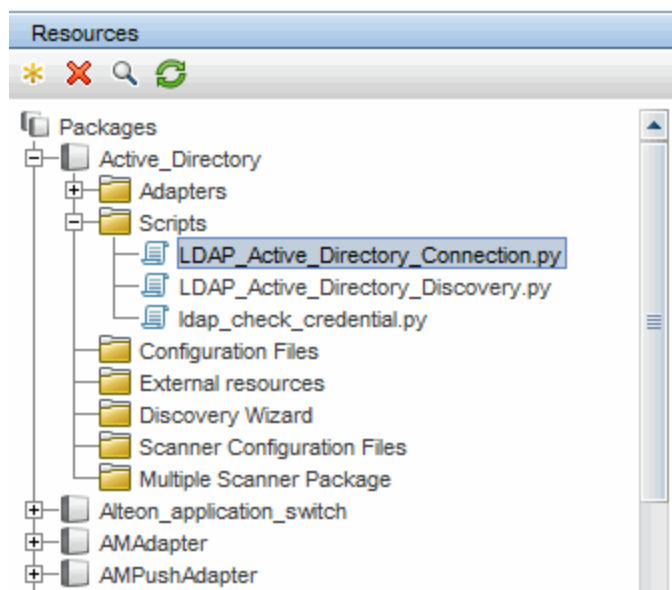 Resources
Packages
Active_Directory
Adapters
Scripts
LDAP_Active_Directory_Connection.py
LDAP_Active_Directory_Discovery.py
ldap_check_credential.py
Configuration Files
External resources
Discovery Wizard
Scanner Configuration Files
Multiple Scanner Package
Alteon_application_switch
AMAdapter
AMPushAdapter